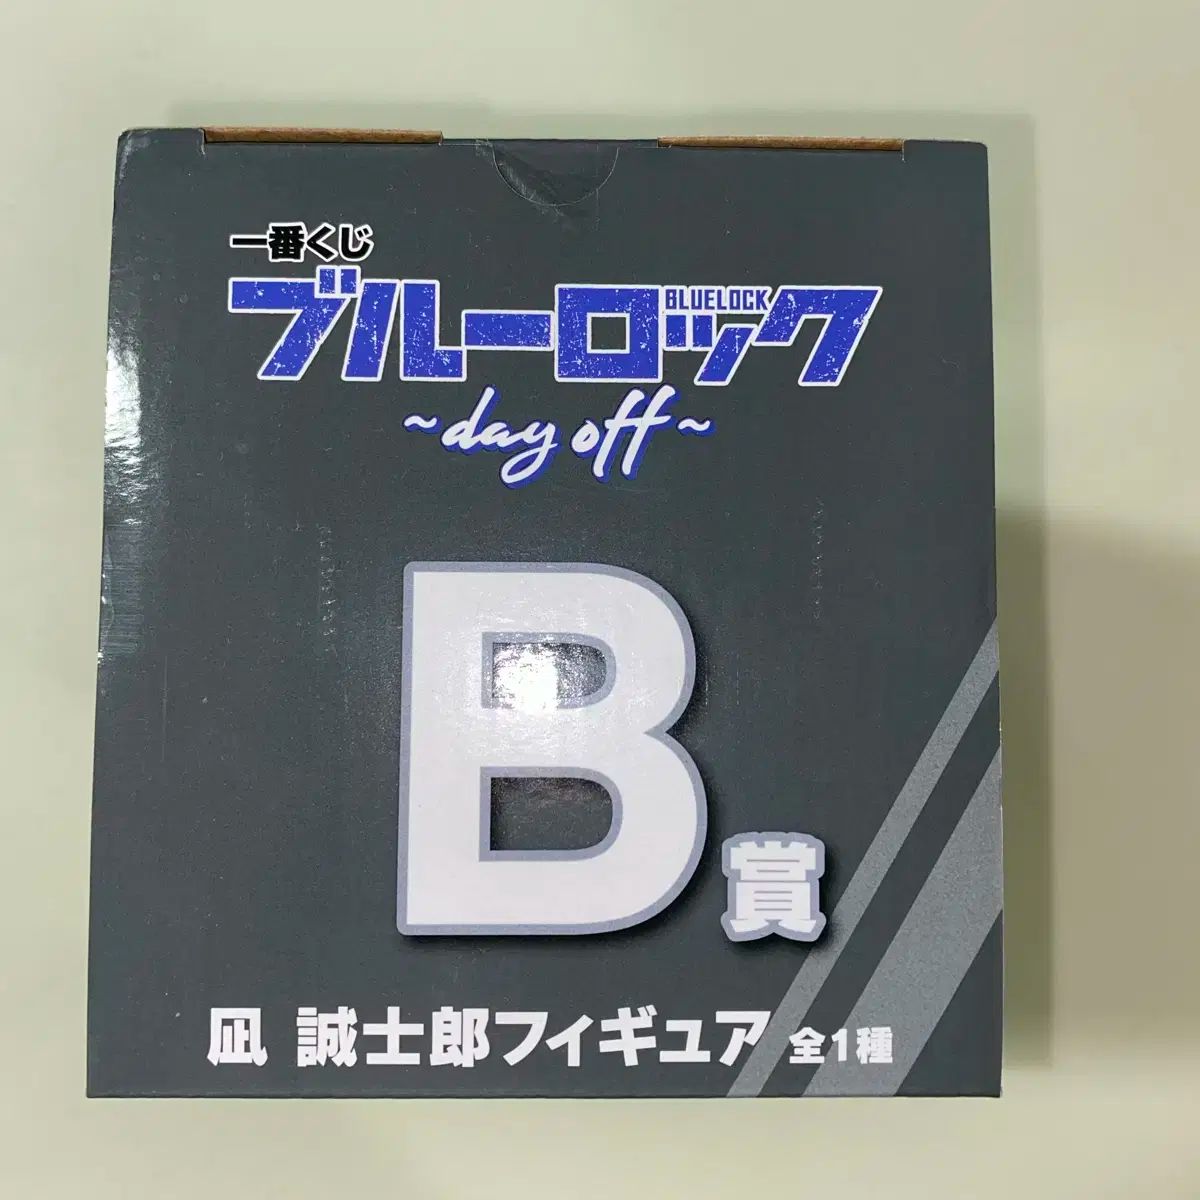 一番くじ
ブルーロック
BLUELOCK
~day off~
B賞
凪 誠士郎フィギュア 全1種